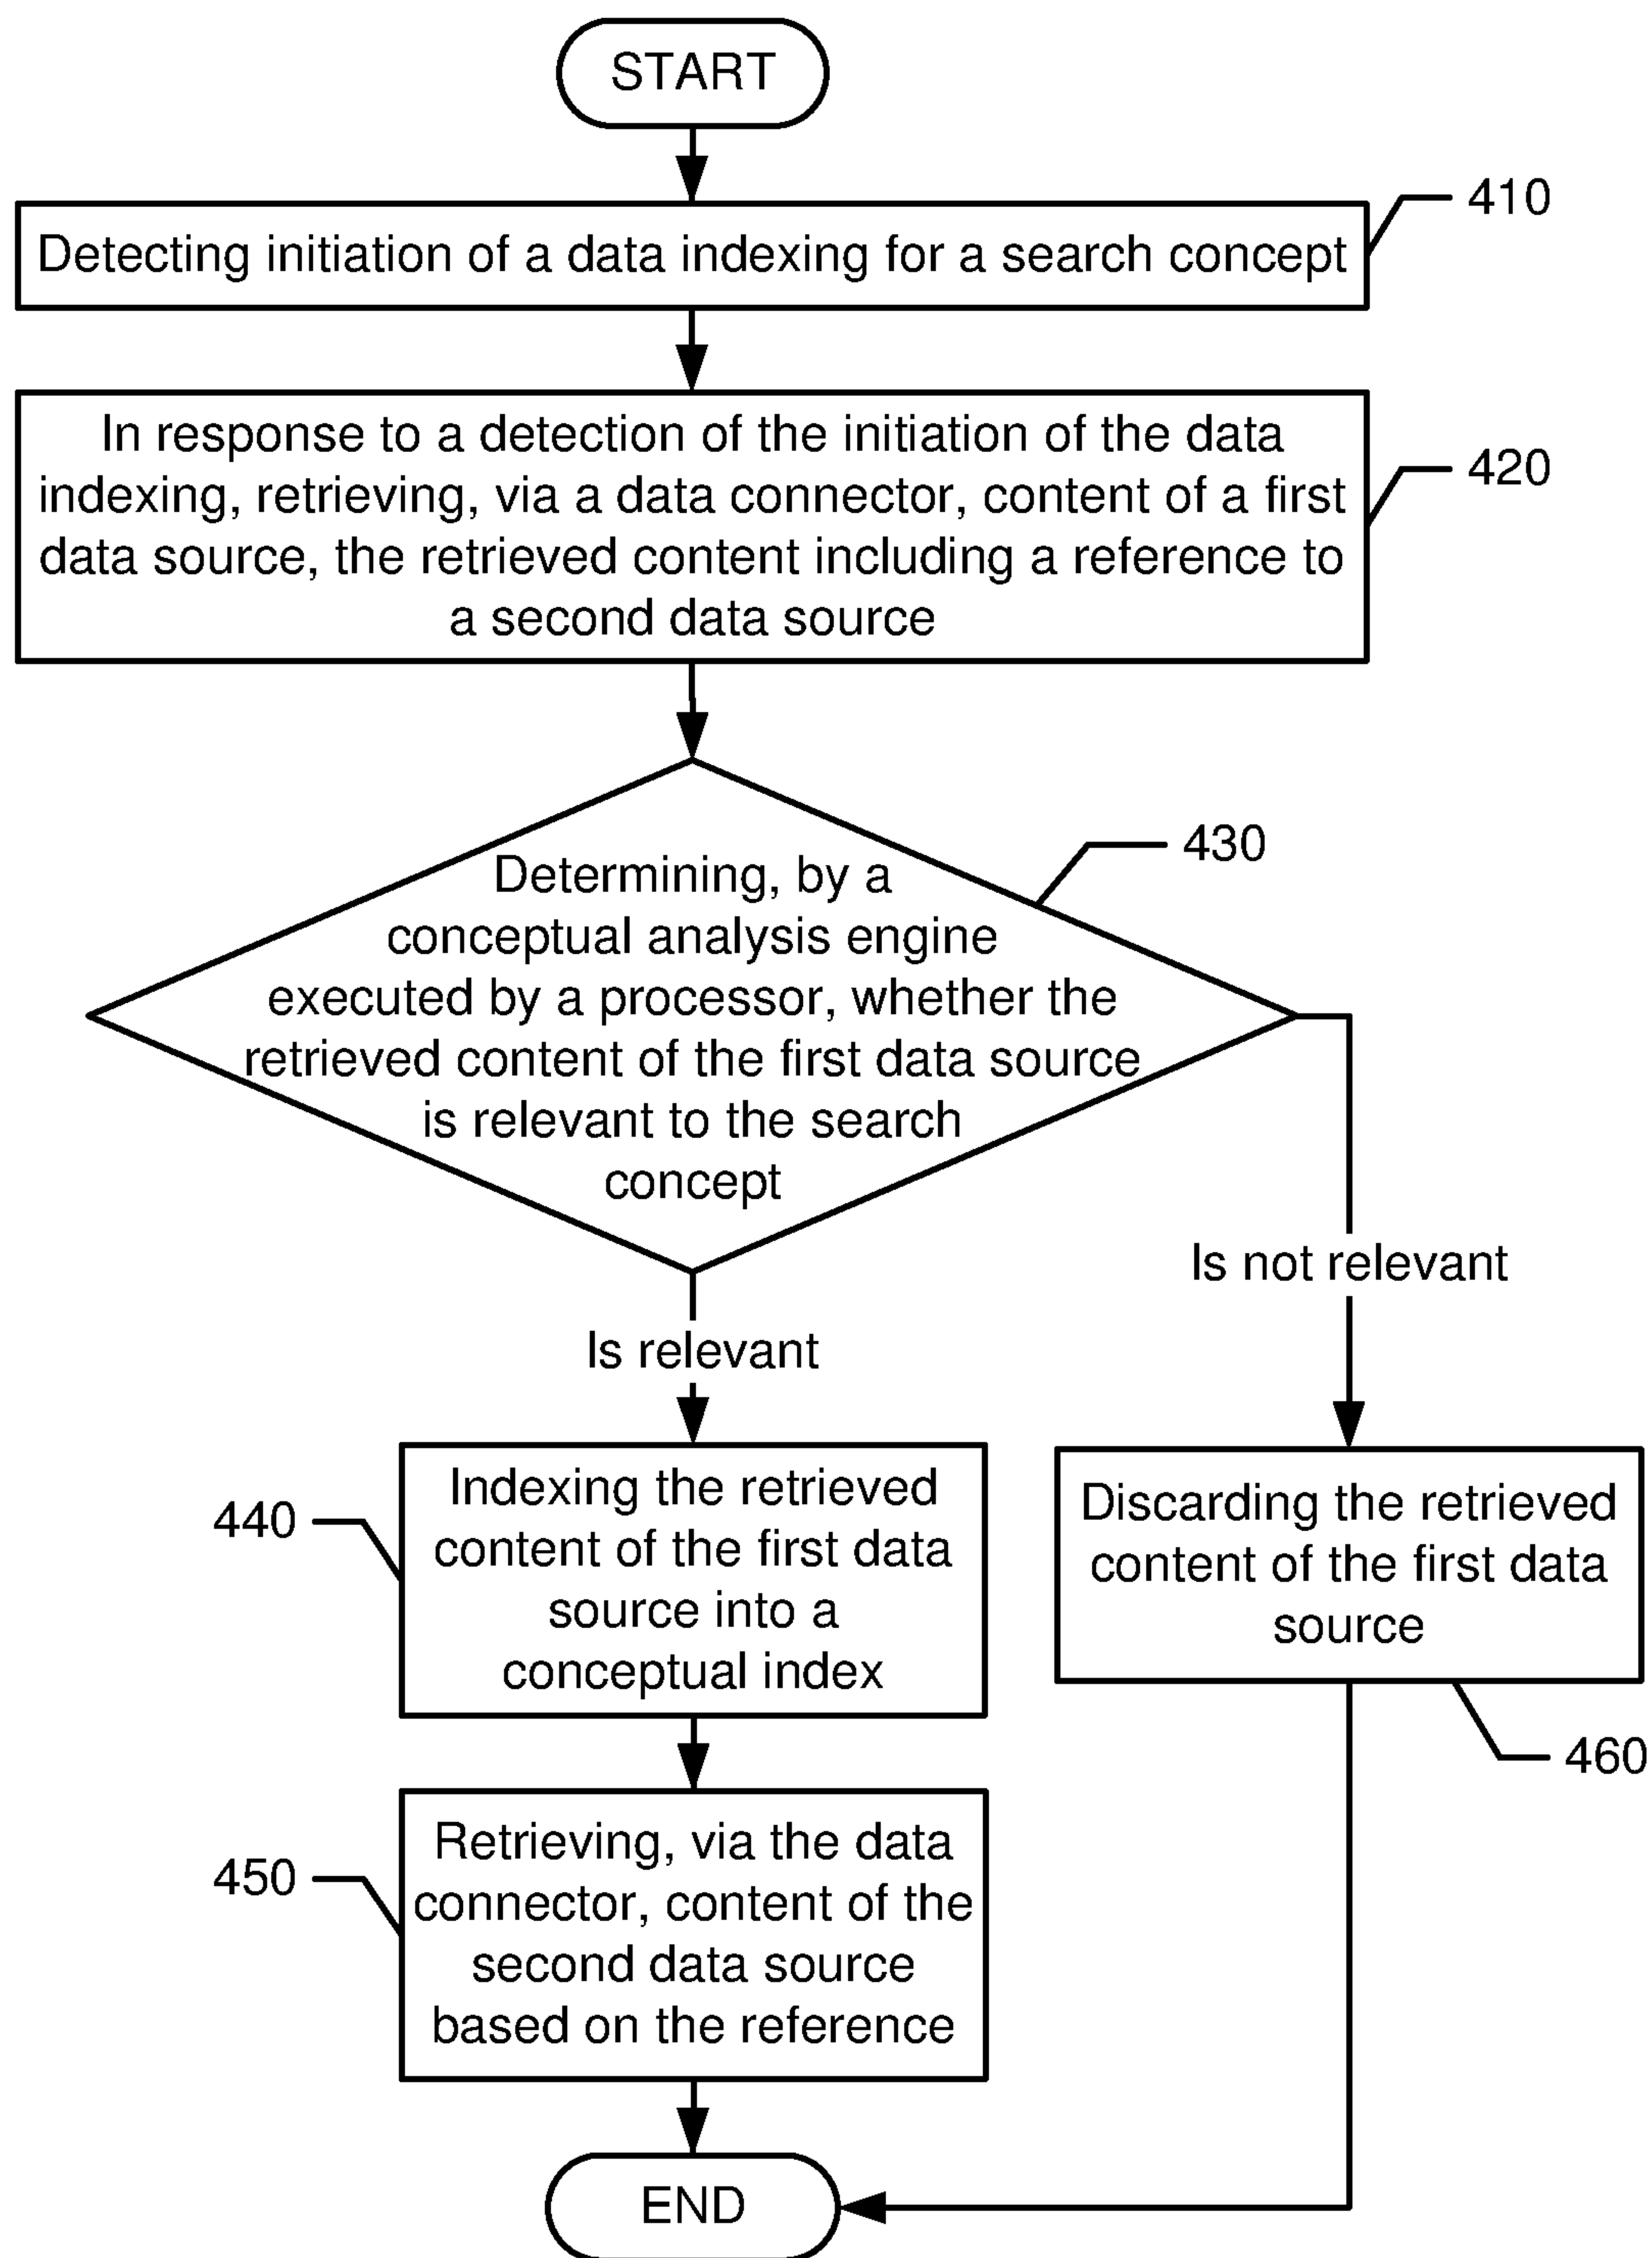 START
410
Detecting initiation of a data indexing for a search concept
In response to a detection of the initiation of the data
indexing, retrieving, via a data connector, content of a first
data source, the retrieved content including a reference to
a second data source
420
430
Determining, by a
conceptual analysis engine
executed by a processor, whether the
retrieved content of the first data source
is relevant to the search
concept
Is not relevant
Is relevant
440
Indexing the retrieved
content of the first data
source into a
conceptual index
Discarding the retrieved
content of the first data
source
460
450
Retrieving, via the data
connector, content of the
second data source
based on the reference
END